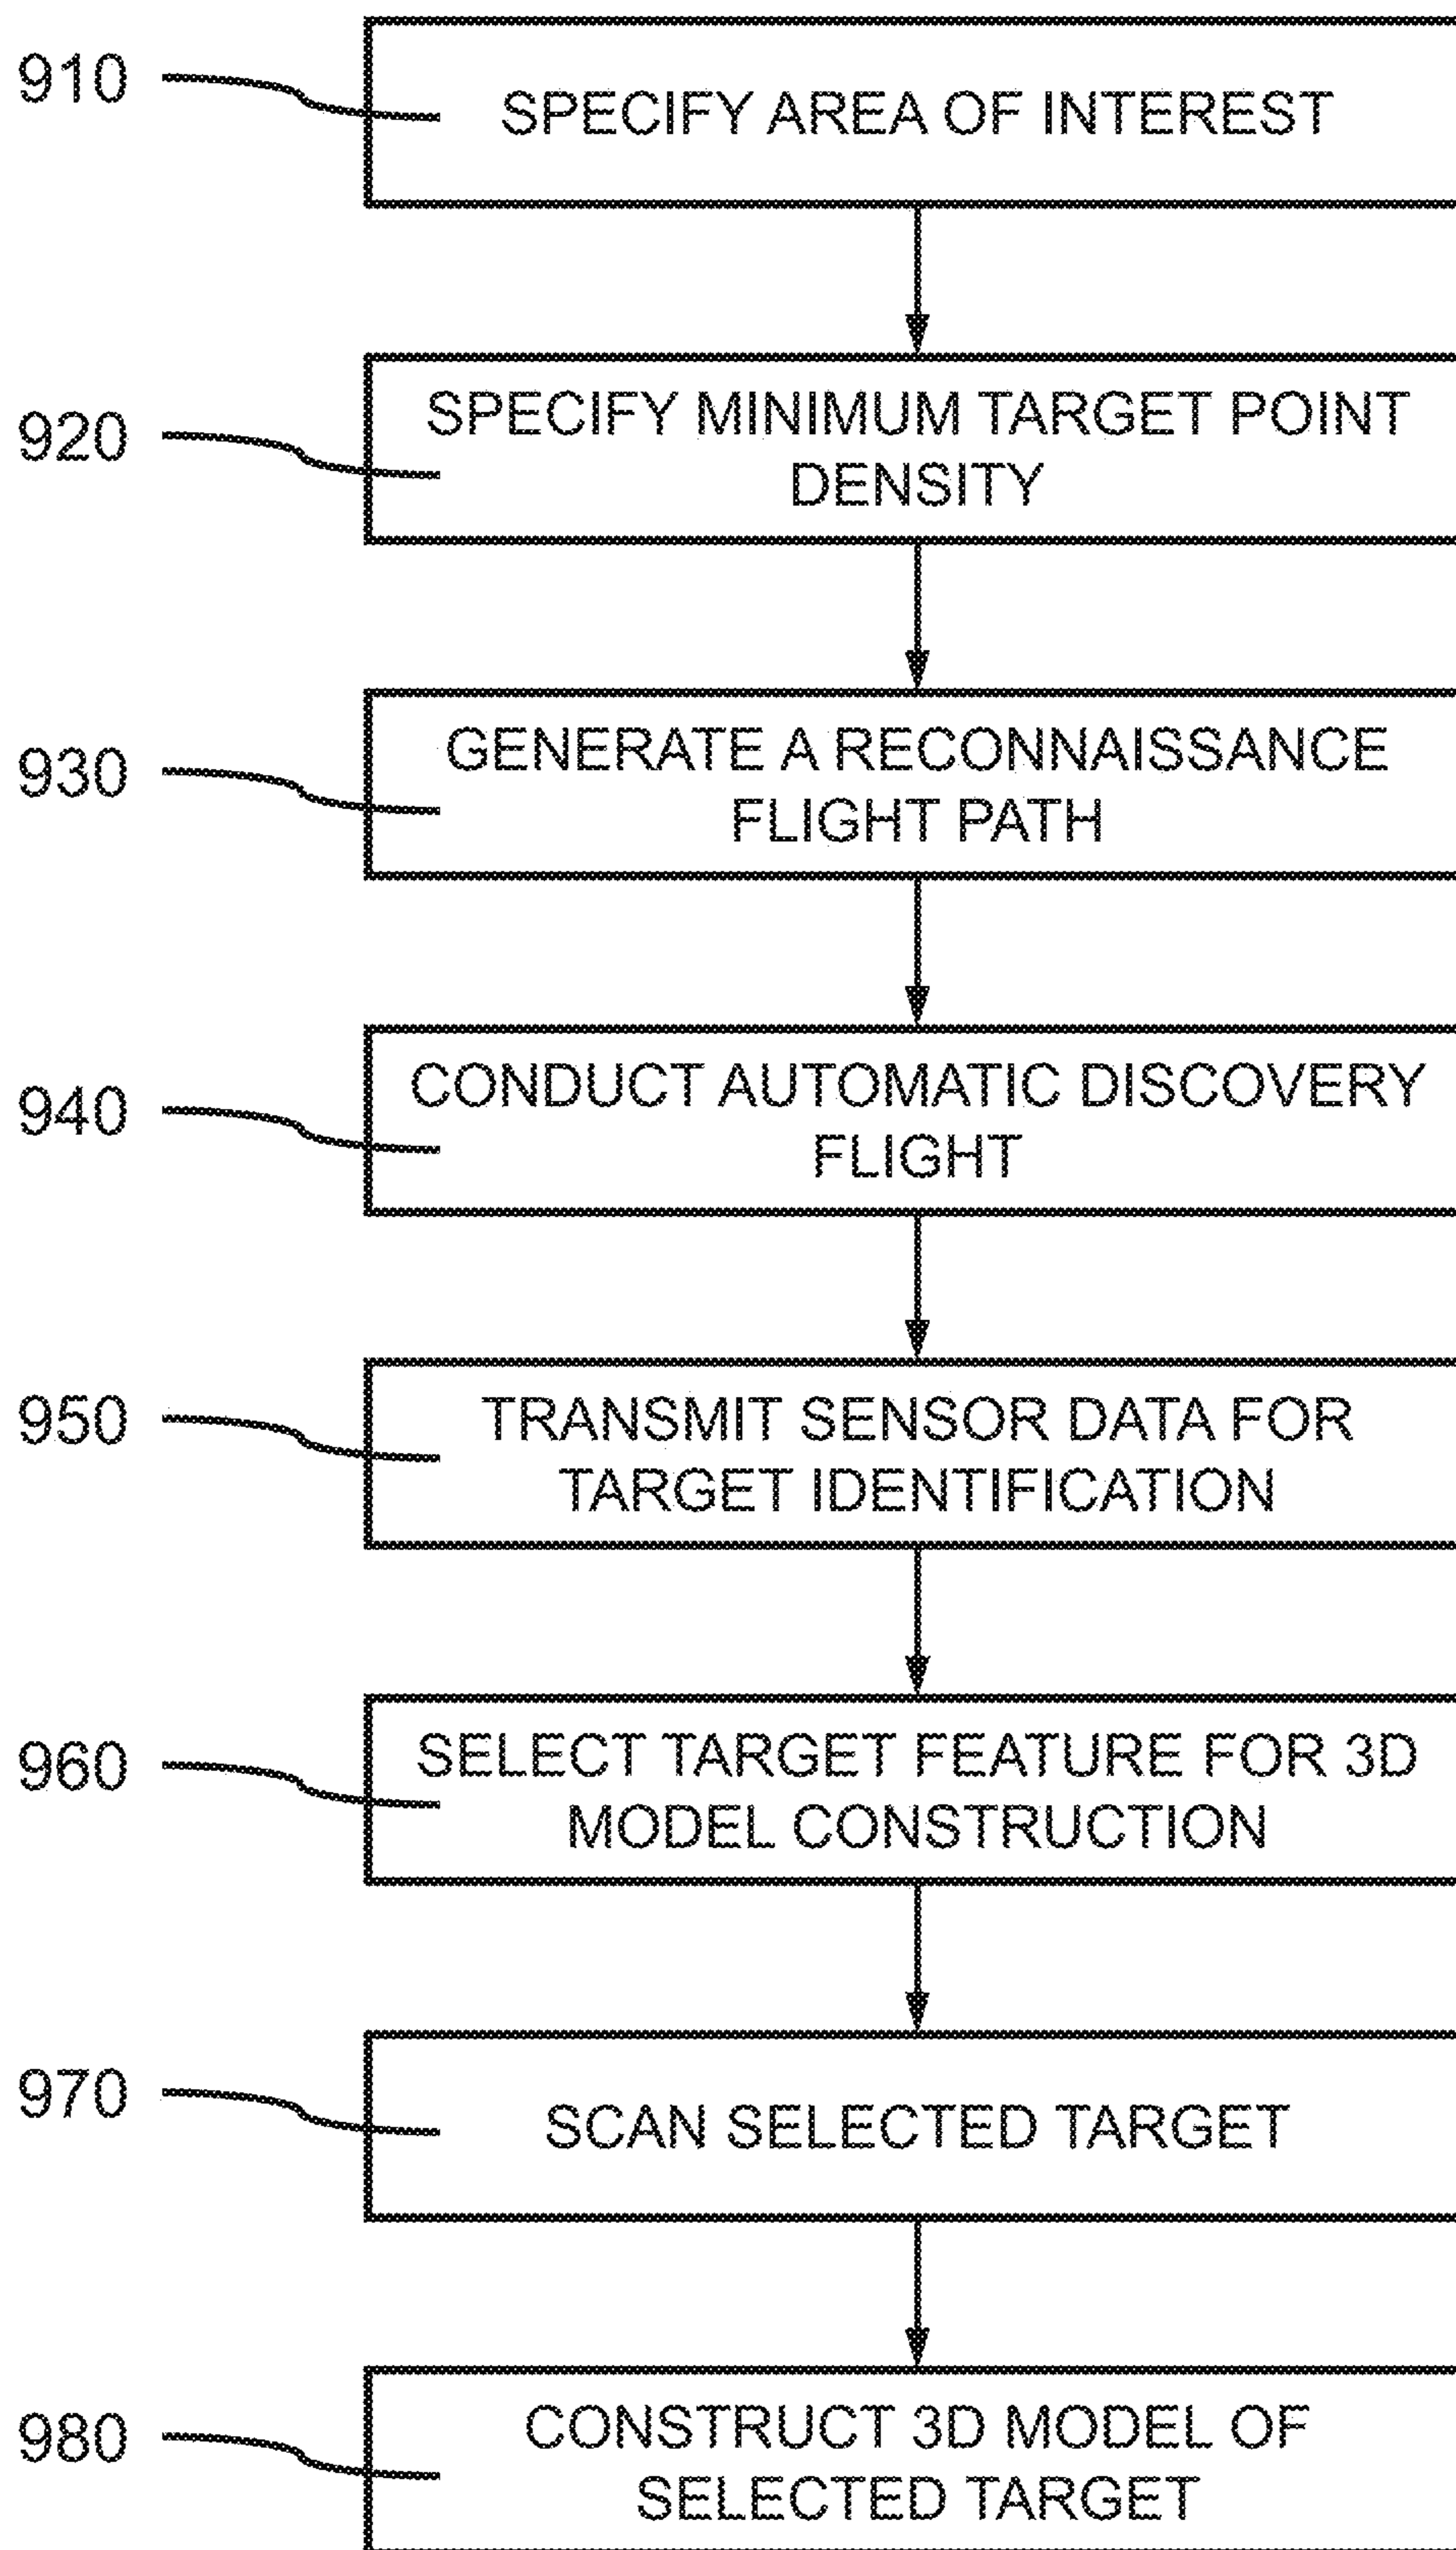 910
SPECIFY AREA OF INTEREST
920
SPECIFY MINIMUM TARGET POINT
DENSITY
930
GENERATE A RECONNAISSANCE
FLIGHT PATH
940
CONDUCT AUTOMATIC DISCOVERY
FLIGHT
950
TRANSMIT SENSOR DATA FOR
TARGET IDENTIFICATION
960
SELECT TARGET FEATURE FOR 3D
MODEL CONSTRUCTION
970
SCAN SELECTED TARGET
980
CONSTRUCT 3D MODEL OF
SELECTED TARGET